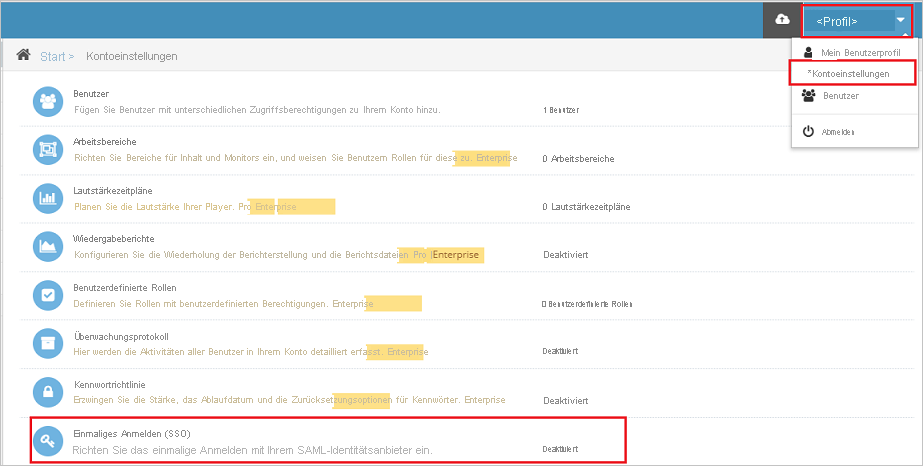 <Profil>
Mein Benutzerprofil
*Kontoeinstellungen
Benutzer
Abmelden
Start > Kontoeinstellungen
Benutzer
Fügen Sie Benutzer mit unterschiedlichen Zugriffsberechtigungen zu Ihrem Konto hinzu.
1 Benutzer
Arbeitsbereiche
Richten Sie Bereiche für Inhalt und Monitors ein, und weisen Sie Benutzern Rollen für diese zu. Enterprise
0 Arbeitsbereiche
Lautstärkezeitpläne
Planen Sie die Lautstärke Ihrer Player. Pro Enterprise
0 Lautstärkezeitpläne
Wiedergabeberichte
Konfigurieren Sie die Wiederholung der Berichterstellung und die Berichtsdateien Pro Enterprise
Deaktiviert
Benutzerdefinierte Rollen
Definieren Sie Rollen mit benutzerdefinierten Berechtigungen. Enterprise
0 Benutzerdefinierte Rollen
Überwachungsprotokoll
Hier werden die Aktivitäten aller Benutzer in Ihrem Konto detailliert erfasst. Enterprise
Deaktiviert
Kennwortrichtlinie
Erzwingen Sie die Stärke, das Ablaufdatum und die Zurücksetzungsoptionen für Kennwörter. Enterprise
Deaktiviert
Einmaliges Anmelden (SSO)
Richten Sie das einmalige Anmelden mit Ihrem SAML-Identitätsanbieter ein.
Deaktiviert